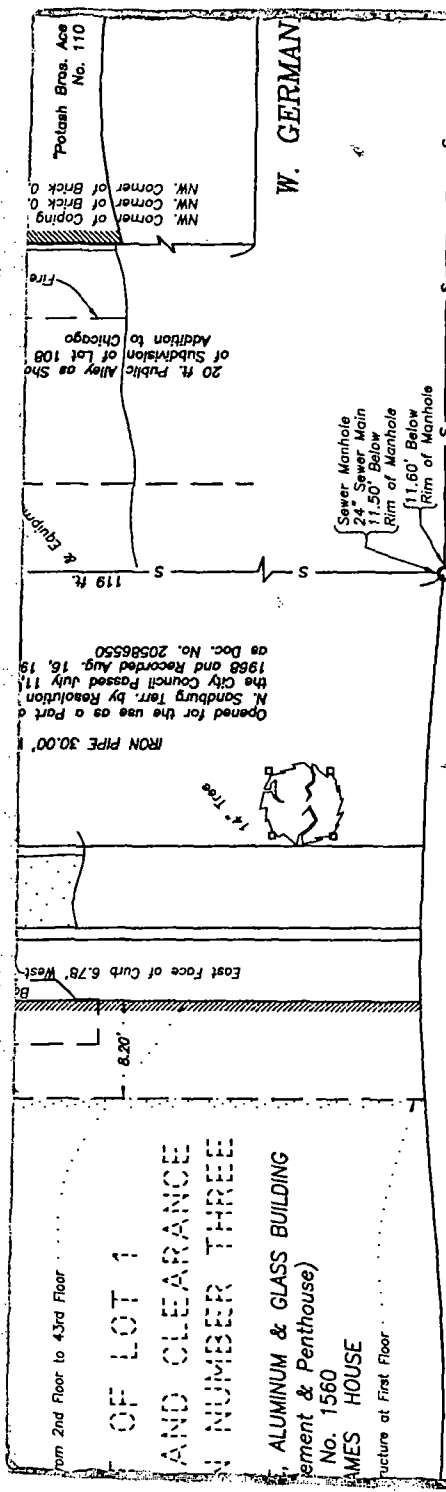 "Potash Bros. Ace
No. 110
NW. Corner of Brick
NW. Corner of Brick
NW. Corner of Coping
W. GERMAN
Fire
20 ft. Public Alley as Sho
of Subdivision of Lot 108
Addition to Chicago
& Equipm
119 ft.
S
S
S
S
S
Sewer Manhole
24" Sewer Main
11.50' Below
Rim of Manhole
11.60' Below
Rim of Manhole
Opened for the use as a Part
N. Sandburg Terr. by Resolution
the City Council Passed July 11,
1968 and Recorded Aug. 16, 19
as Doc. No. 20586550
IRON PIPE 30.00'
14" Tree
East Face of Curb 6.78' West
8.20'
rom 2nd Floor to 43rd Floor
OF LOT 1
AND CLEARANCE
NUMBER THREE
, ALUMINUM & GLASS BUILDING
ement & Penthouse)
No. 1560
AMES HOUSE
ructure at First Floor